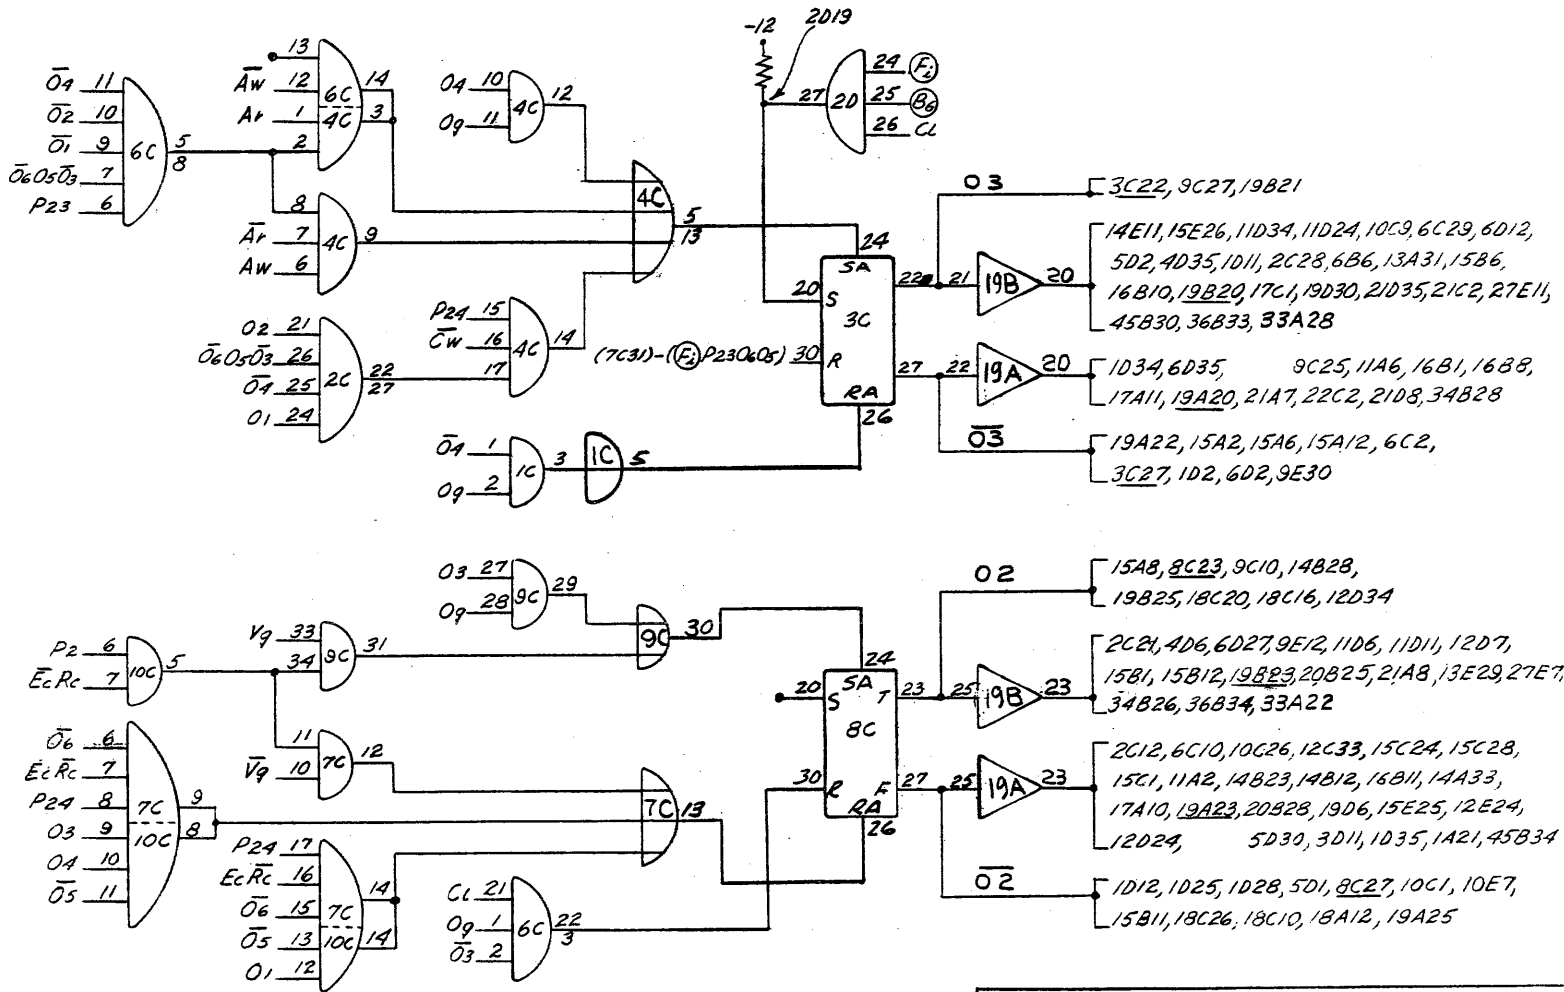 -12 2D19
13
Ō4 11
A̅w̅ 12 6C 14
Ar 1 4C 3
2
O4 10 4C 12
Og 11
27 2D 24 Fi
25 B6
26 Cl
Ō2 10
Ō1 9 6C 5
8
Ō6O5Ō3 7
P23 6
8
A̅r̅ 7 4C 9
Aw 6
4C 5
13
24
SA
20 S
3C
(7C31)-(Fi P23O6O5) 30 R
RA
26
22 21 19B 20
27 22 19A 20
O3
3C22, 9C27, 19B21
14E11, 15E26, 11D34, 11D24, 10C9, 6C29, 6D12,
5D2, 4D35, 1D11, 2C28, 6B6, 13A31, 15B6,
16B10, 19B20, 17C1, 19D30, 21D35, 21C2, 27E11,
45B30, 36B33, 33A28
1D34, 6D35, 9C25, 11A6, 16B1, 16B8,
17A11, 19A20, 21A7, 22C2, 21D8, 34B28
O̅3̅
19A22, 15A2, 15A6, 15A12, 6C2,
3C27, 1D2, 6D2, 9E30
P24 15
C̅w̅ 16 4C 14
17
O2 21
Ō6O5Ō3 26 2C 22
27
Ō4 25
O1 24
Ō4 1 1C 3 1C 5
Og 2
O3 27 9C 29
Og 28
Vg 33 9C 31
34
9C 30
P2 6 10C 5
E̅cRc 7
11
V̅g̅ 10 7C 12
Ō6 6
EcR̅c 7
P24 8 7C 9
O3 9 10C 8
O4 10
Ō5 11
7C 13
P24 17
EcR̅c 16
Ō6 15 7C 14
Ō5 13 10C 14
O1 12
Cl 21
Og 1 6C 22
3
Ō3 2
24
20 SA
S T 23 25 19B 23
8C
30 R F 27 25 19A 23
RA
26
O2
15A8, 8C23, 9C10, 14B28,
19B25, 18C20, 18C16, 12D34
2C21, 4D6, 6D27, 9E12, 11D6, 11D11, 12D7,
15B1, 15B12, 19B23, 20B25, 21A8, 13E29, 27E7,
34B26, 36B34, 33A22
2C12, 6C10, 10C26, 12C33, 15C24, 15C28,
15C1, 11A2, 14B23, 14B12, 16B11, 14A33,
17A10, 19A23, 20B28, 19D6, 15E25, 12E24,
12D24, 5D30, 3D11, 1D35, 1A21, 45B34
O̅2̅
1D12, 1D25, 1D28, 5D1, 8C27, 10C1, 10E7,
15B11, 18C26, 18C10, 18A12, 19A25